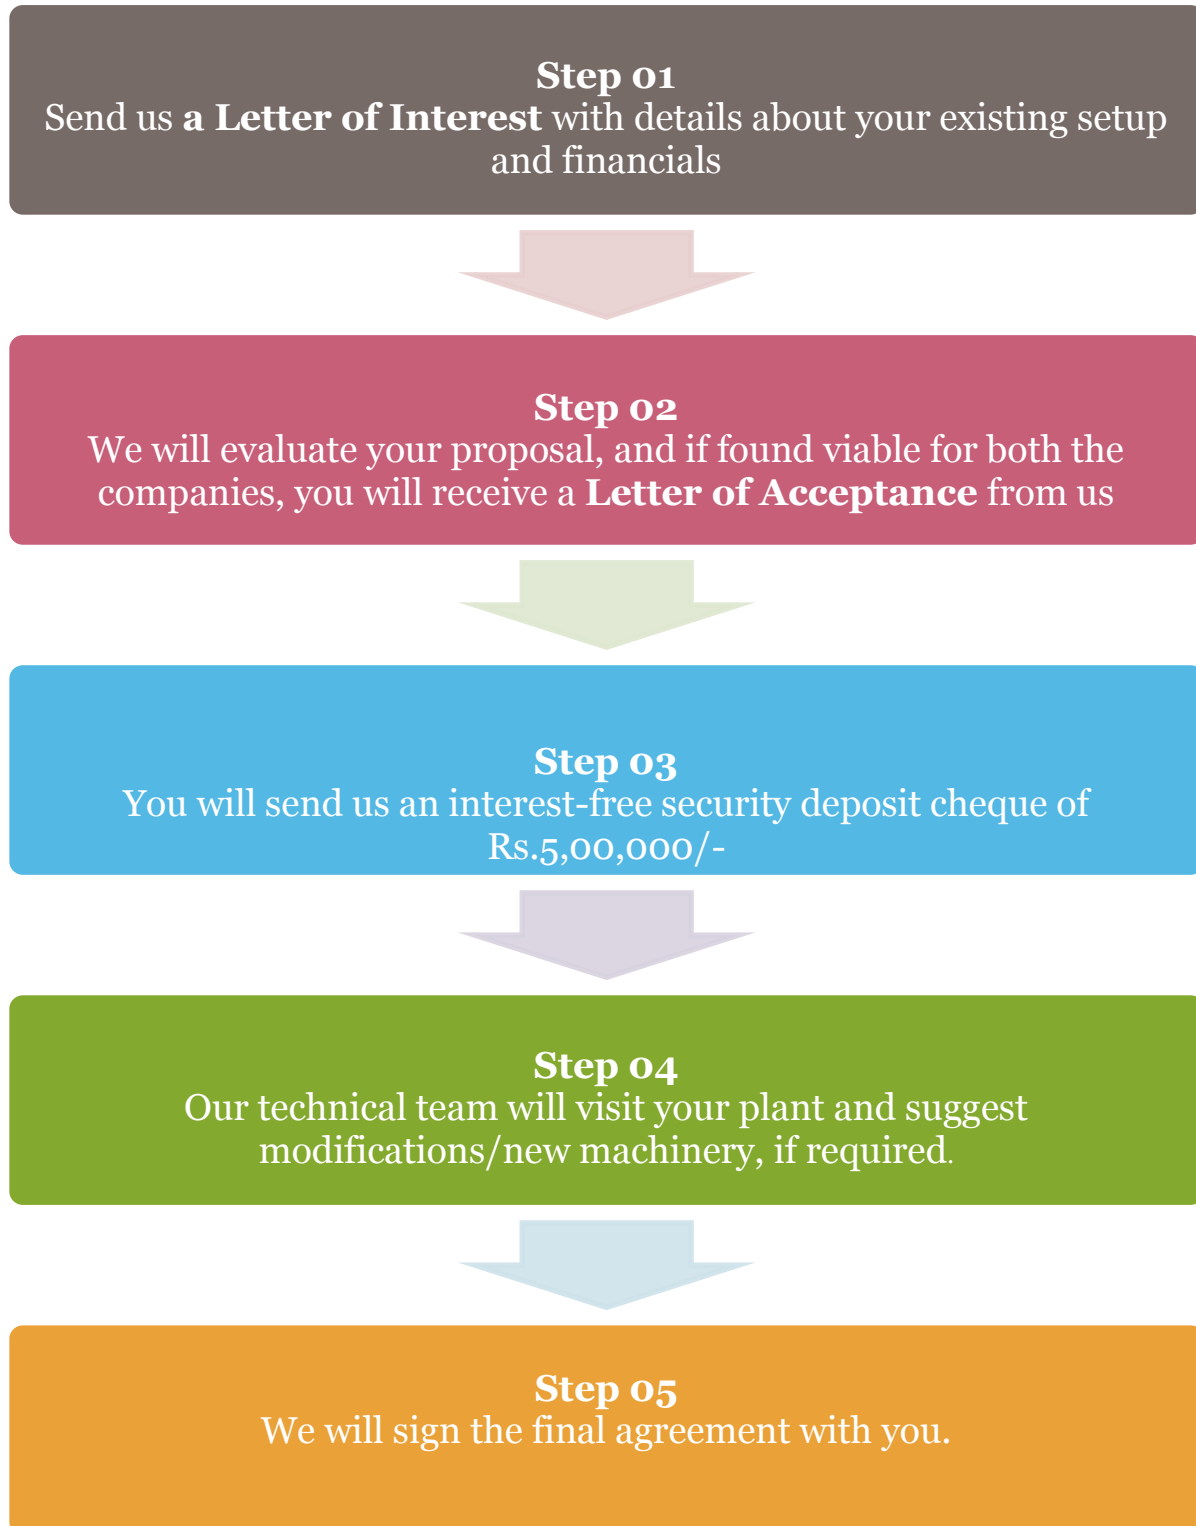 Step 01
Send us a Letter of Interest with details about your existing setup
and financials
Step 02
We will evaluate your proposal, and if found viable for both the
companies, you will receive a Letter of Acceptance from us
Step 03
You will send us an interest-free security deposit cheque of
Rs.5,00,000/-
Step 04
Our technical team will visit your plant and suggest
modifications/new machinery, if required.
Step 05
We will sign the final agreement with you.